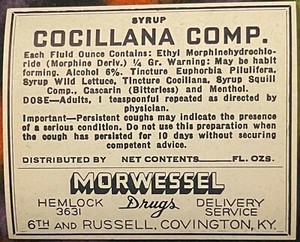 SYRUP
COCILLANA COMP.
Each Fluid Ounce Contains: Ethyl Morphinehydrochlo-
ride (Morphine Deriv.) ¼ Gr. Warning: May be habit
forming. Alcohol 6%. Tincture Euphorbia Pilulifera,
Syrup Wild Lettuce, Tincture Cocillana, Syrup Squill
Comp., Cascarin (Bitterless) and Menthol.
DOSE—Adults, 1 teaspoonful repeated as directed by
physician.
Important—Persistent coughs may indicate the presence
of a serious condition. Do not use this preparation when
the cough has persisted for 10 days without securing
competent advice.
DISTRIBUTED BY NET CONTENTS FL. OZS.
MORWESSEL
HEMLOCK Drugs DELIVERY
3631 SERVICE
6TH AND RUSSELL, COVINGTON, KY.